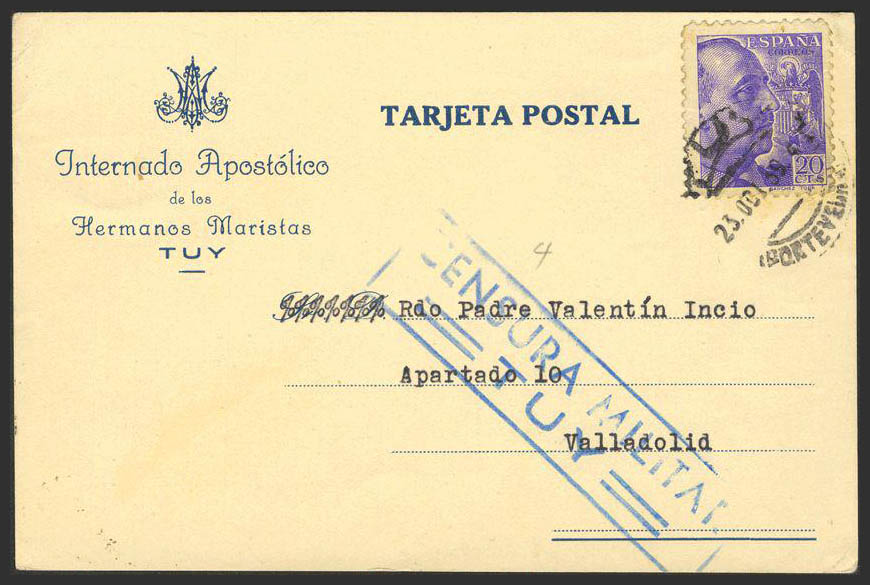 TARJETA POSTAL
Internado Apostólico
de los
Hermanos Maristas
TUY
ESPAÑA
CORREOS
20
CTS
23.OCT
4
CENSURA MILITAR
TUY
Rdo Padre Valentín Incio
Apartado 10
Valladolid